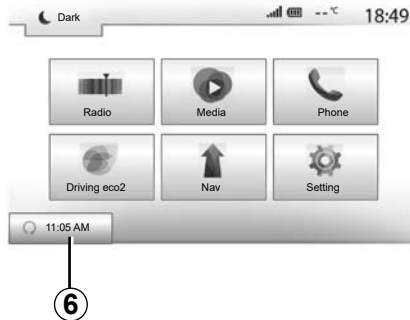 Dark
--°C
18:49
Radio
Media
Phone
Driving eco2
Nav
Setting
11:05 AM
6